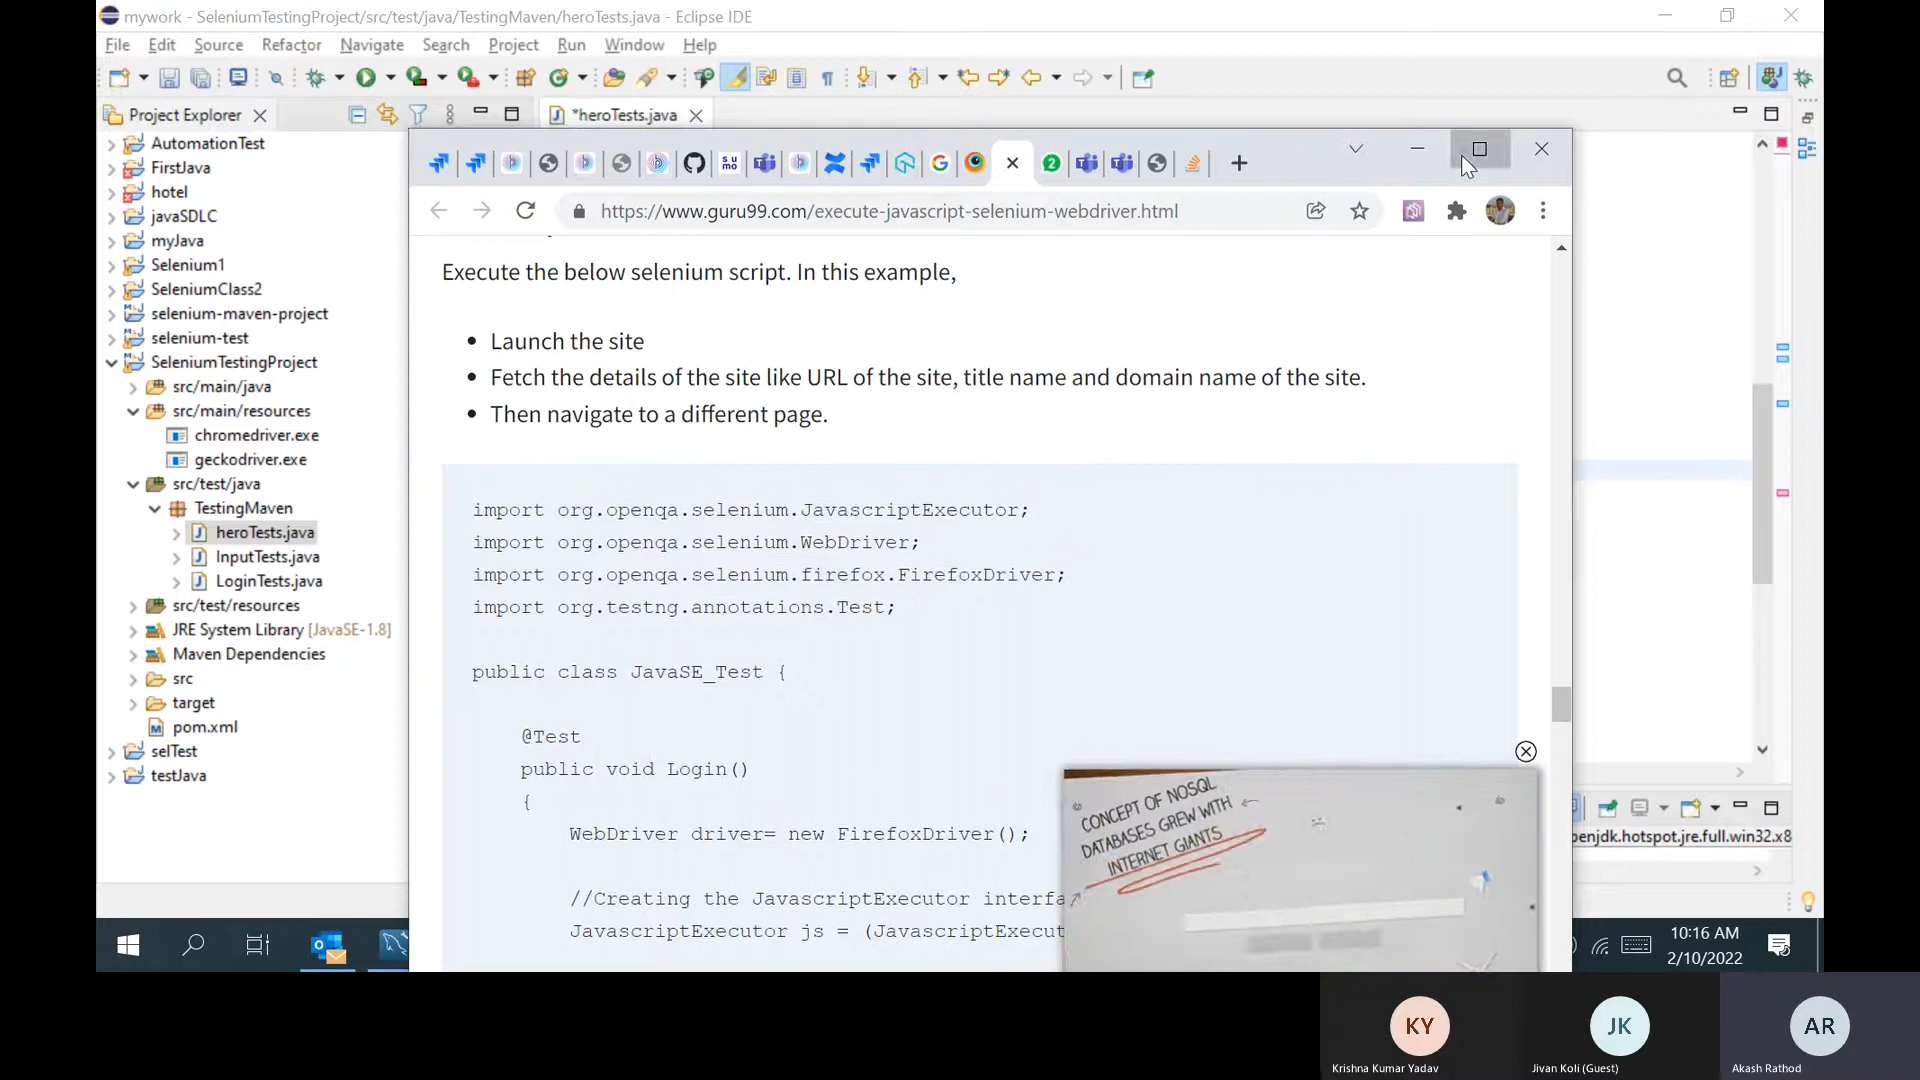 mywork - SeleniumTestingProject/src/test/java/TestingMaven/heroTests.java - Eclipse IDE
File Edit Source Refactor Navigate Search Project Run Window Help
Project Explorer
*heroTests.java
AutomationTest
FirstJava
hotel
javaSDLC
myJava
Selenium1
SeleniumClass2
selenium-maven-project
selenium-test
SeleniumTestingProject
src/main/java
src/main/resources
chromedriver.exe
geckodriver.exe
src/test/java
TestingMaven
heroTests.java
InputTests.java
LoginTests.java
src/test/resources
JRE System Library [JavaSE-1.8]
Maven Dependencies
src
target
pom.xml
selTest
testJava
SUMO
2
https://www.guru99.com/execute-javascript-selenium-webdriver.html
Execute the below selenium script. In this example,
• Launch the site
• Fetch the details of the site like URL of the site, title name and domain name of the site.
• Then navigate to a different page.
import org.openqa.selenium.JavascriptExecutor;
import org.openqa.selenium.WebDriver;
import org.openqa.selenium.firefox.FirefoxDriver;
import org.testng.annotations.Test;
public class JavaSE_Test {
@Test
public void Login()
{
WebDriver driver= new FirefoxDriver();
//Creating the JavascriptExecutor interfa
JavascriptExecutor js = (JavascriptExecut
CONCEPT OF NOSQL
DATABASES GREW WITH
INTERNET GIANTS
penjdk.hotspot.jre.full.win32.x8
10:16 AM
2/10/2022
KY
JK
AR
Krishna Kumar Yadav
Jivan Koli (Guest)
Akash Rathod